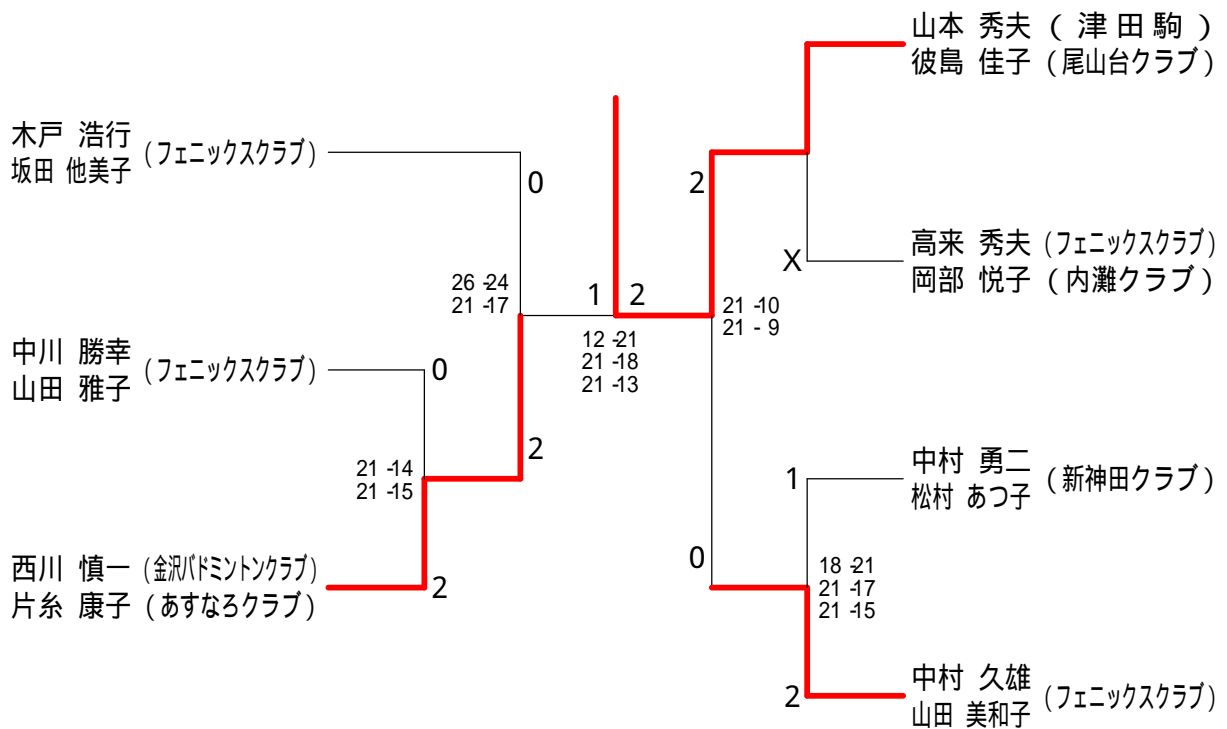 山本 秀夫 ( 津 田 駒 )
彼島 佳子 (尾山台クラブ)
木戸 浩行
坂田 他美子
(フェニックスクラブ)
0
2
高来 秀夫 (フェニックスクラブ)
岡部 悦子 (内灘クラブ)
X
26 -24
21 -17
1
2
21 -10
21 - 9
12 -21
21 -18
21 -13
中川 勝幸
山田 雅子
(フェニックスクラブ)
0
2
21 -14
21 -15
中村 勇二
松村 あつ子
(新神田クラブ)
1
0
18 -21
21 -17
21 -15
西川 慎一 (金沢バドミントンクラブ)
片糸 康子 (あすなろクラブ)
2
中村 久雄
山田 美和子
(フェニックスクラブ)
2